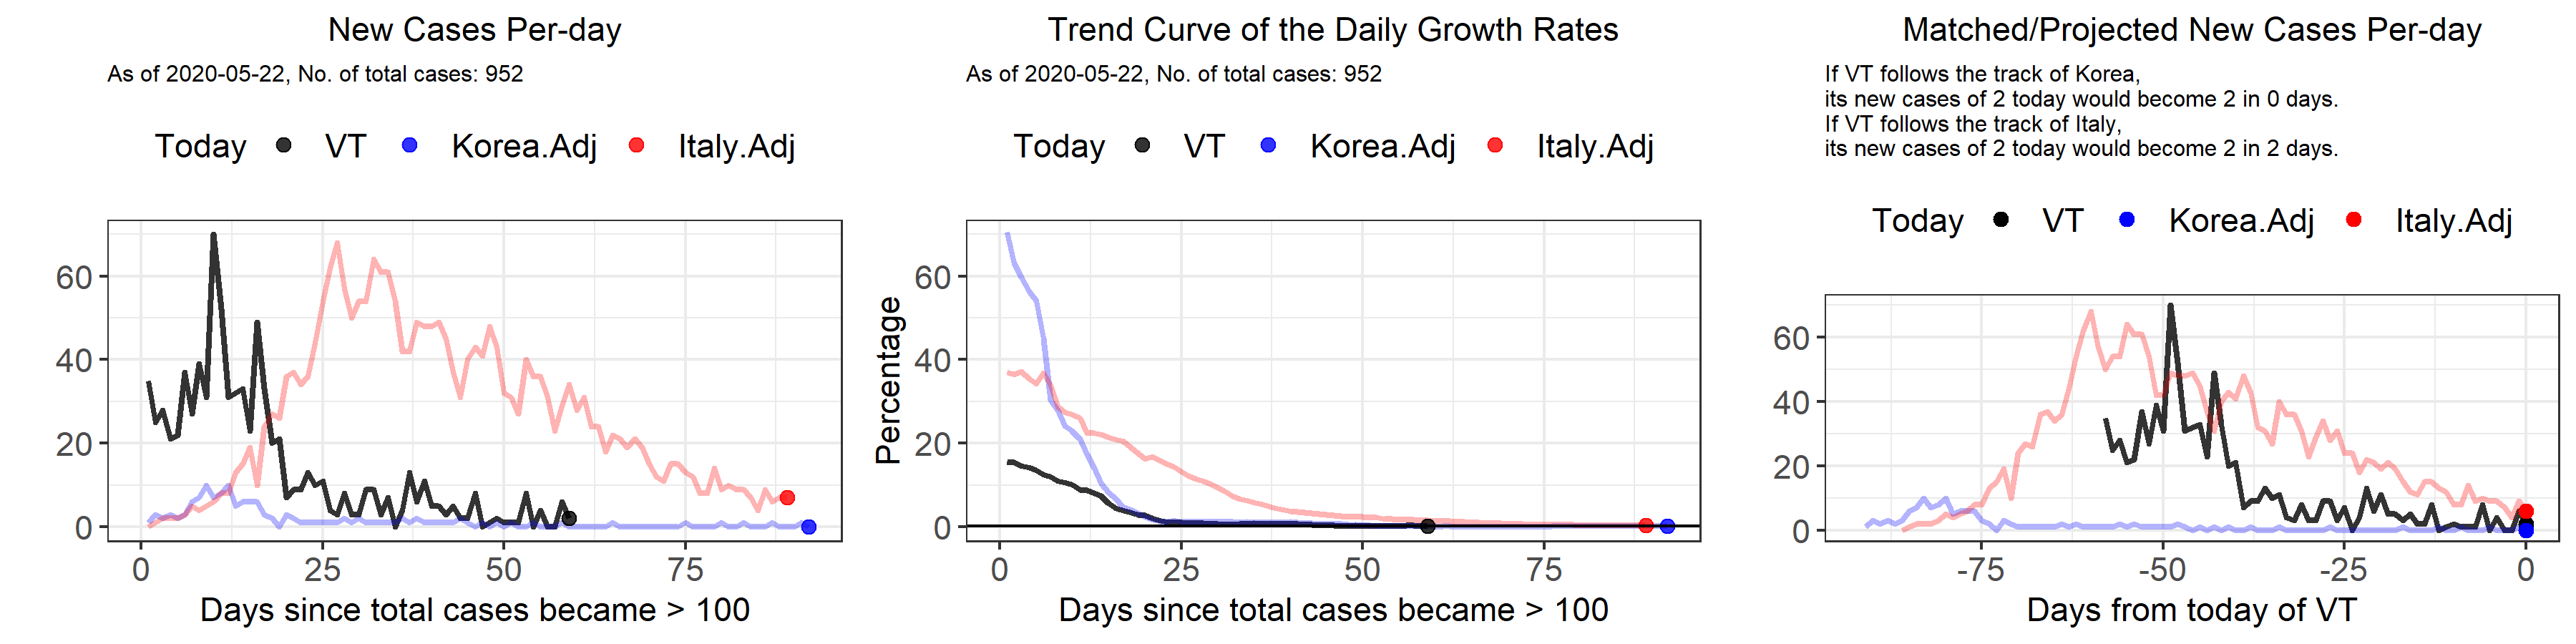 New Cases Per-day
As of 2020-05-22, No. of total cases: 952
Today VT Korea.Adj Italy.Adj
60
40
20
0
0 25 50 75
Days since total cases became > 100
Trend Curve of the Daily Growth Rates
As of 2020-05-22, No. of total cases: 952
Today VT Korea.Adj Italy.Adj
Percentage
60
40
20
0
0 25 50 75
Days since total cases became > 100
Matched/Projected New Cases Per-day
If VT follows the track of Korea,
its new cases of 2 today would become 2 in 0 days.
If VT follows the track of Italy,
its new cases of 2 today would become 2 in 2 days.
Today VT Korea.Adj Italy.Adj
60
40
20
0
-75 -50 -25 0
Days from today of VT